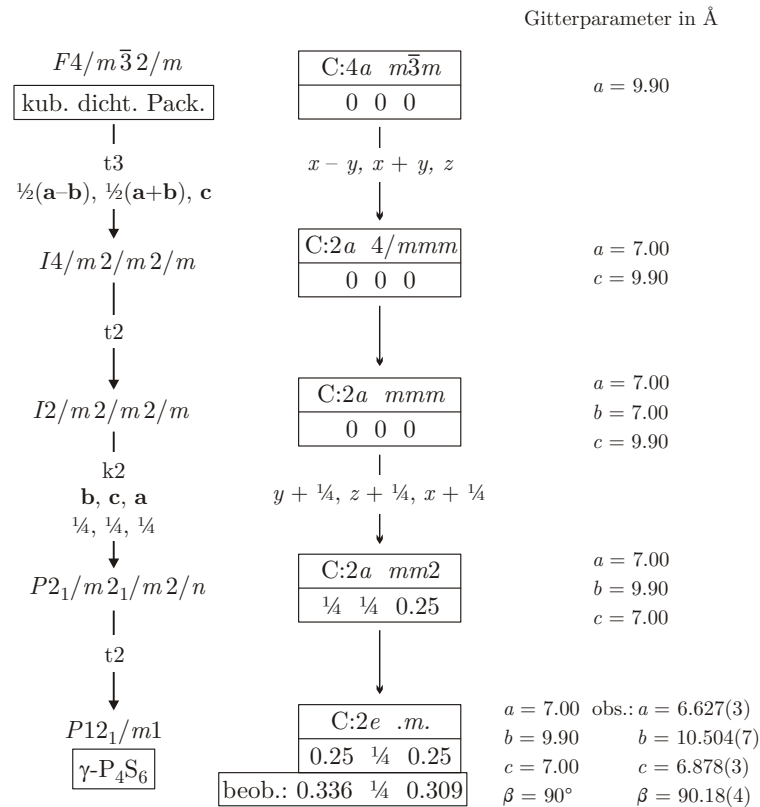 Gitterparameter in Å
F4/m 3̅ 2/m
kub. dicht. Pack.
C:4a m3̅m
0 0 0
a = 9.90
t3
½(a–b), ½(a+b), c
x – y, x + y, z
I4/m 2/m 2/m
C:2a 4/mmm
0 0 0
a = 7.00
c = 9.90
t2
I2/m 2/m 2/m
C:2a mmm
0 0 0
a = 7.00
b = 7.00
c = 9.90
k2
b, c, a
¼, ¼, ¼
y + ¼, z + ¼, x + ¼
P2₁/m 2₁/m 2/n
C:2a mm2
¼ ¼ 0.25
a = 7.00
b = 9.90
c = 7.00
t2
P12₁/m1
γ-P₄S₆
C:2e .m.
0.25 ¼ 0.25
beob.: 0.336 ¼ 0.309
a = 7.00 obs.: a = 6.627(3)
b = 9.90 b = 10.504(7)
c = 7.00 c = 6.878(3)
β = 90° β = 90.18(4)